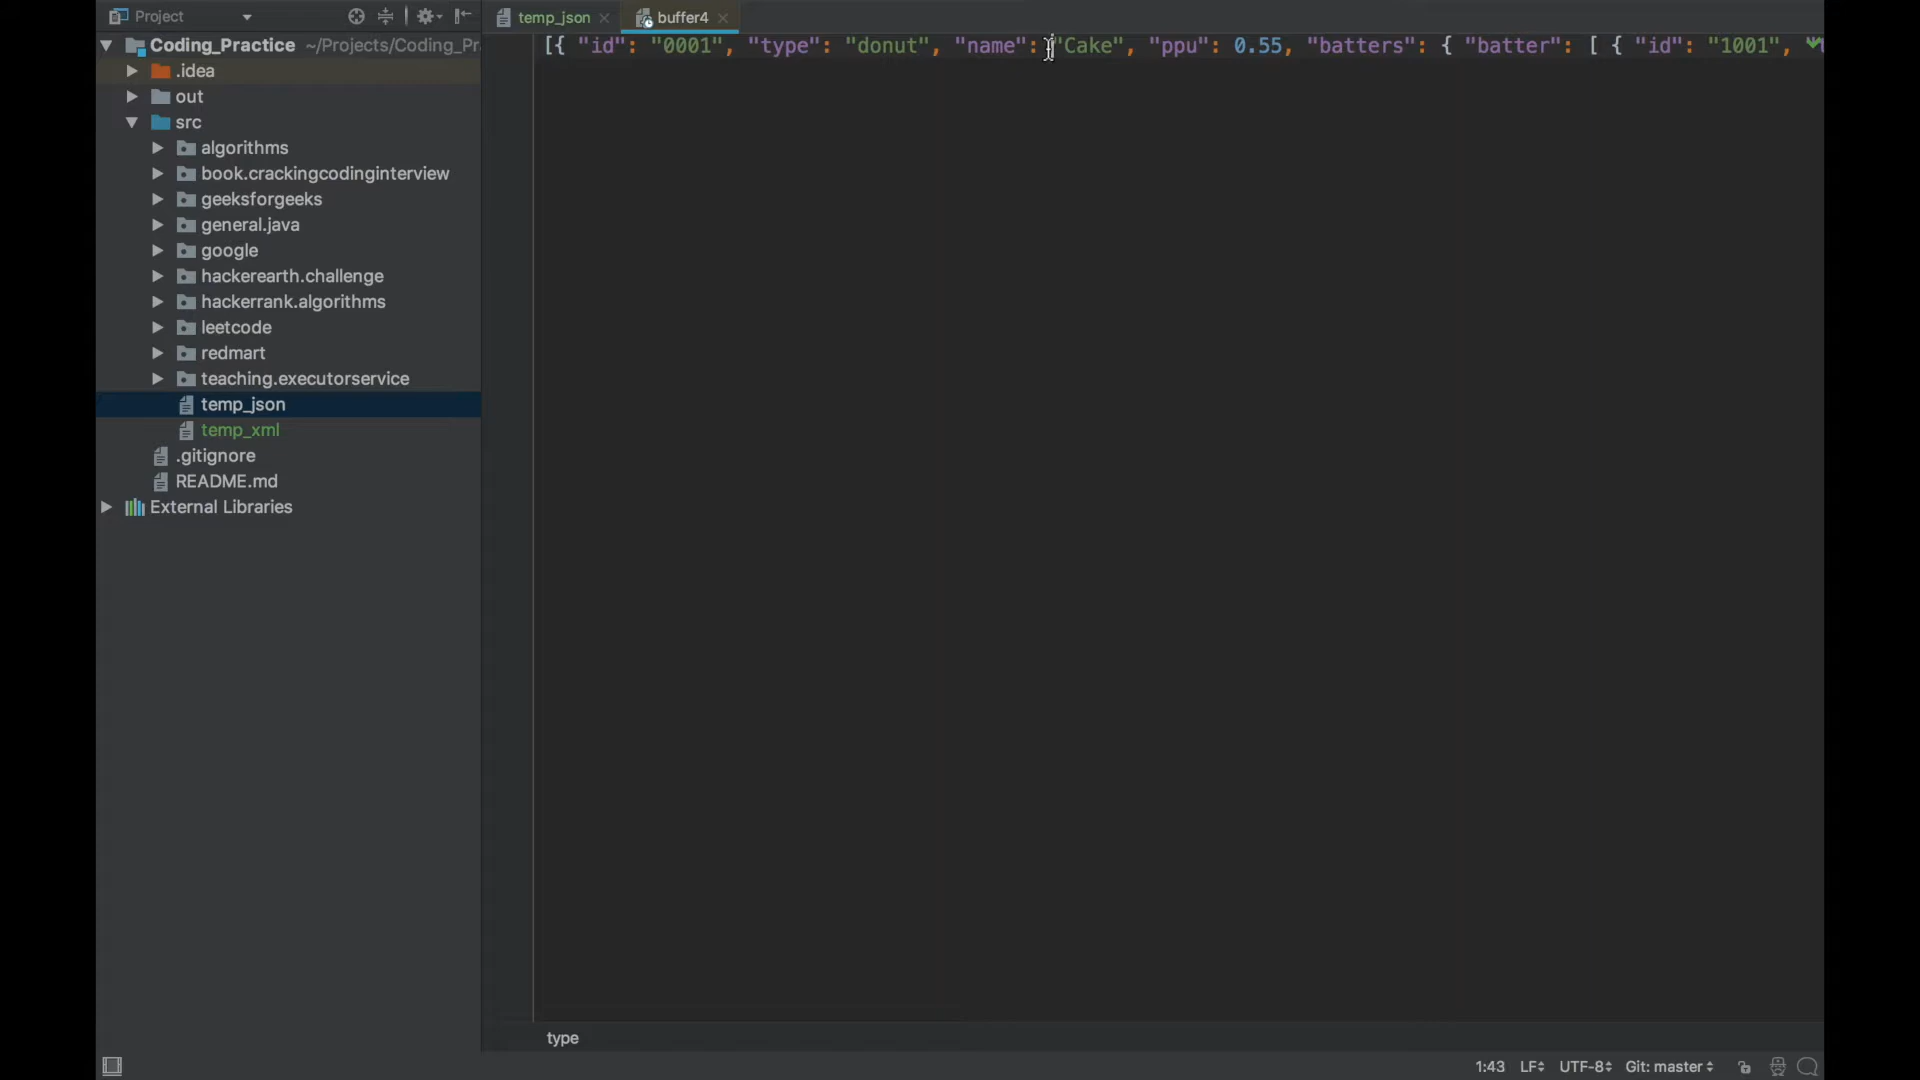 Project
temp_json
buffer4
Coding_Practice ~/Projects/Coding_Pr
.idea
out
src
algorithms
book.crackingcodinginterview
geeksforgeeks
general.java
google
hackerearth.challenge
hackerrank.algorithms
leetcode
redmart
teaching.executorservice
temp_json
temp_xml
.gitignore
README.md
External Libraries
[{ "id": "0001", "type": "donut", "name": "Cake", "ppu": 0.55, "batters": { "batter": [ { "id": "1001",
type
1:43 LF UTF-8 Git: master